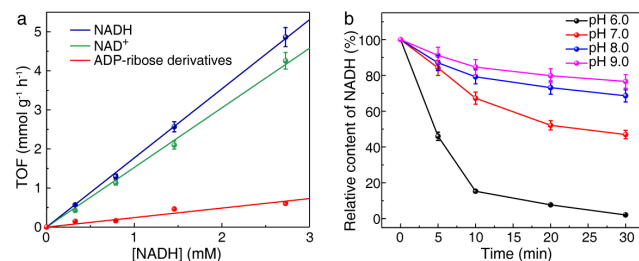 a
NADH
NAD⁺
ADP-ribose derivatives
TOF (mmol g⁻¹ h⁻¹)
5
4
3
2
1
0
0 1 2 3
[NADH] (mM)
b
pH 6.0
pH 7.0
pH 8.0
pH 9.0
Relative content of NADH (%)
100
80
60
40
20
0
0 5 10 15 20 25 30
Time (min)